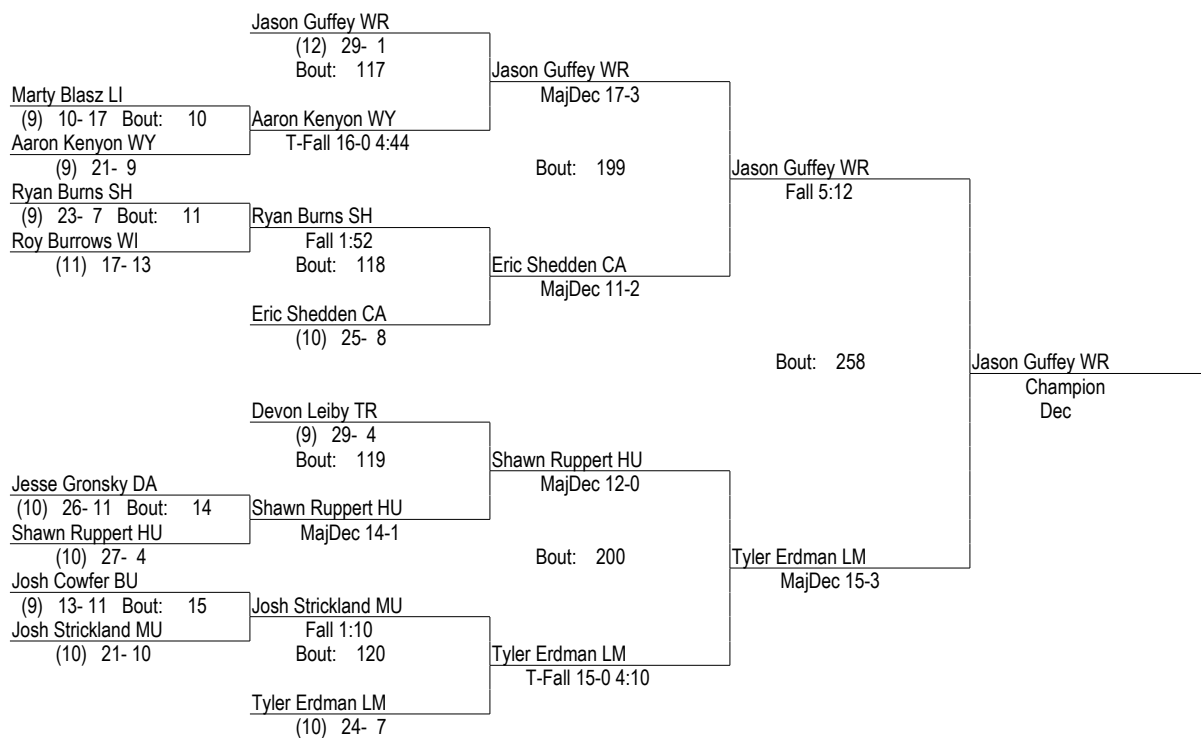 Jason Guffey WR
(12) 29- 1
Bout: 117
Jason Guffey WR
MajDec 17-3
Marty Blasz LI
(9) 10- 17 Bout: 10
Aaron Kenyon WY
Aaron Kenyon WY
T-Fall 16-0 4:44
(9) 21- 9
Bout: 199
Jason Guffey WR
Fall 5:12
Ryan Burns SH
(9) 23- 7 Bout: 11
Ryan Burns SH
Roy Burrows WI
Fall 1:52
(11) 17- 13
Bout: 118
Eric Shedden CA
MajDec 11-2
Eric Shedden CA
(10) 25- 8
Bout: 258
Jason Guffey WR
Champion
Dec
Devon Leiby TR
(9) 29- 4
Bout: 119
Shawn Ruppert HU
MajDec 12-0
Jesse Gronsky DA
(10) 26- 11 Bout: 14
Shawn Ruppert HU
Shawn Ruppert HU
MajDec 14-1
(10) 27- 4
Bout: 200
Tyler Erdman LM
MajDec 15-3
Josh Cowfer BU
(9) 13- 11 Bout: 15
Josh Strickland MU
Josh Strickland MU
Fall 1:10
(10) 21- 10
Bout: 120
Tyler Erdman LM
T-Fall 15-0 4:10
Tyler Erdman LM
(10) 24- 7